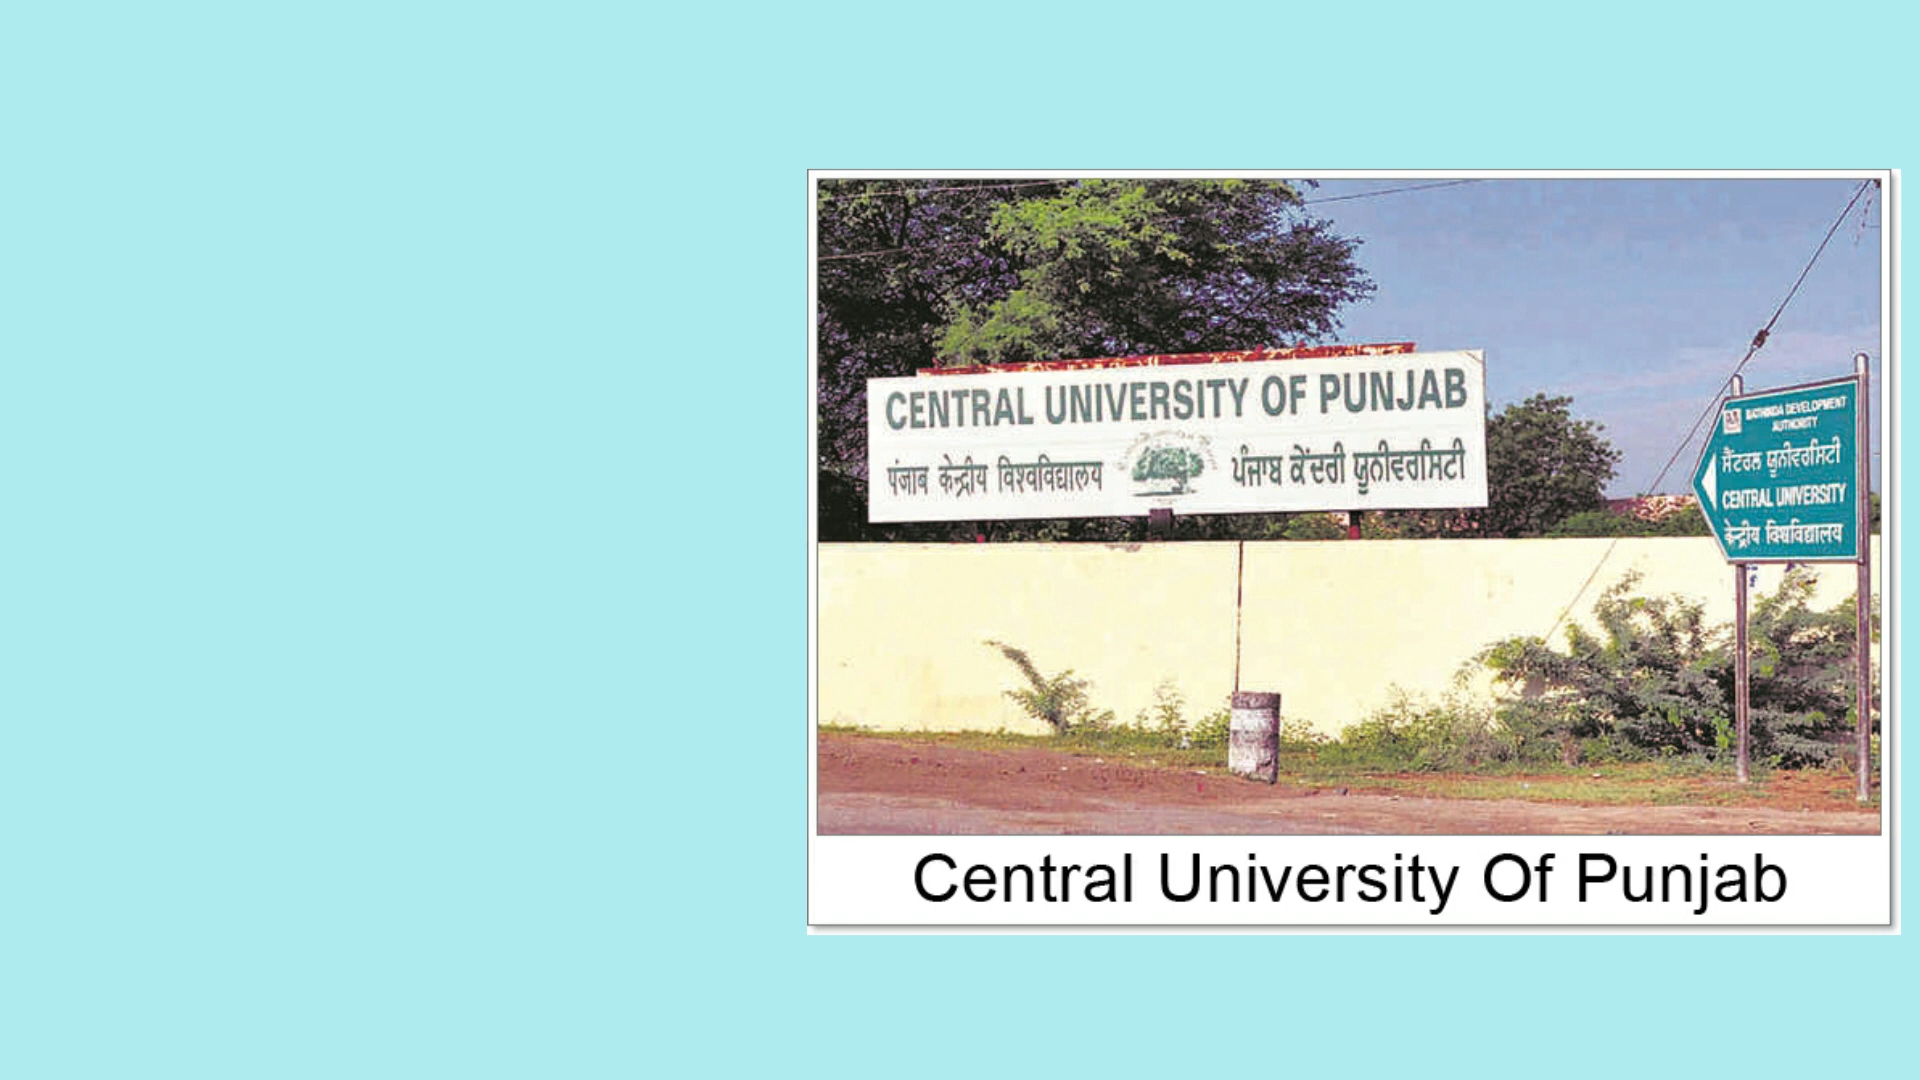 CENTRAL UNIVERSITY OF PUNJAB
पंजाब केन्द्रीय विश्वविद्यालय
ਪੰਜਾਬ ਕੇਂਦਰੀ ਯੂਨੀਵਰਸਿਟੀ
BATHINDA DEVELOPMENT
AUTHORITY
ਸੈਂਟਰਲ ਯੂਨੀਵਰਸਿਟੀ
CENTRAL UNIVERSITY
केन्द्रीय विश्वविद्यालय
Central University Of Punjab